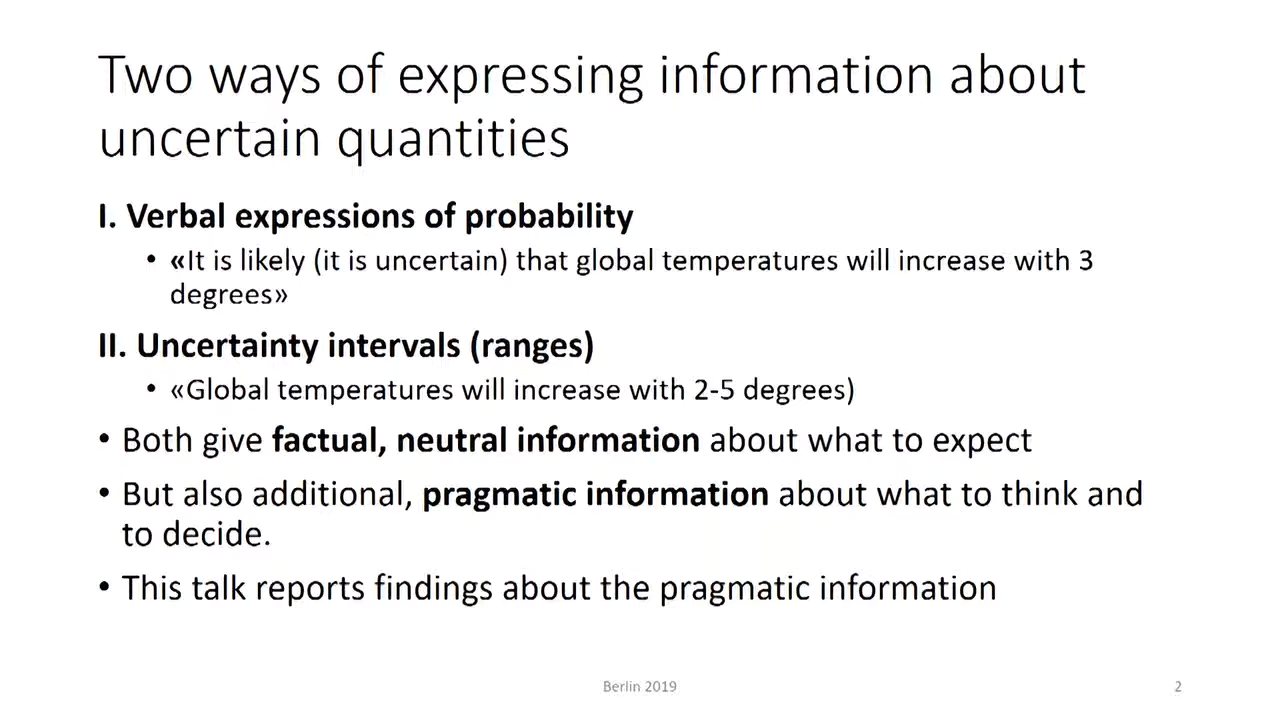 Two ways of expressing information about
uncertain quantities
I. Verbal expressions of probability
• «It is likely (it is uncertain) that global temperatures will increase with 3
degrees»
II. Uncertainty intervals (ranges)
• «Global temperatures will increase with 2-5 degrees)
• Both give factual, neutral information about what to expect
• But also additional, pragmatic information about what to think and
to decide.
• This talk reports findings about the pragmatic information
Berlin 2019
2